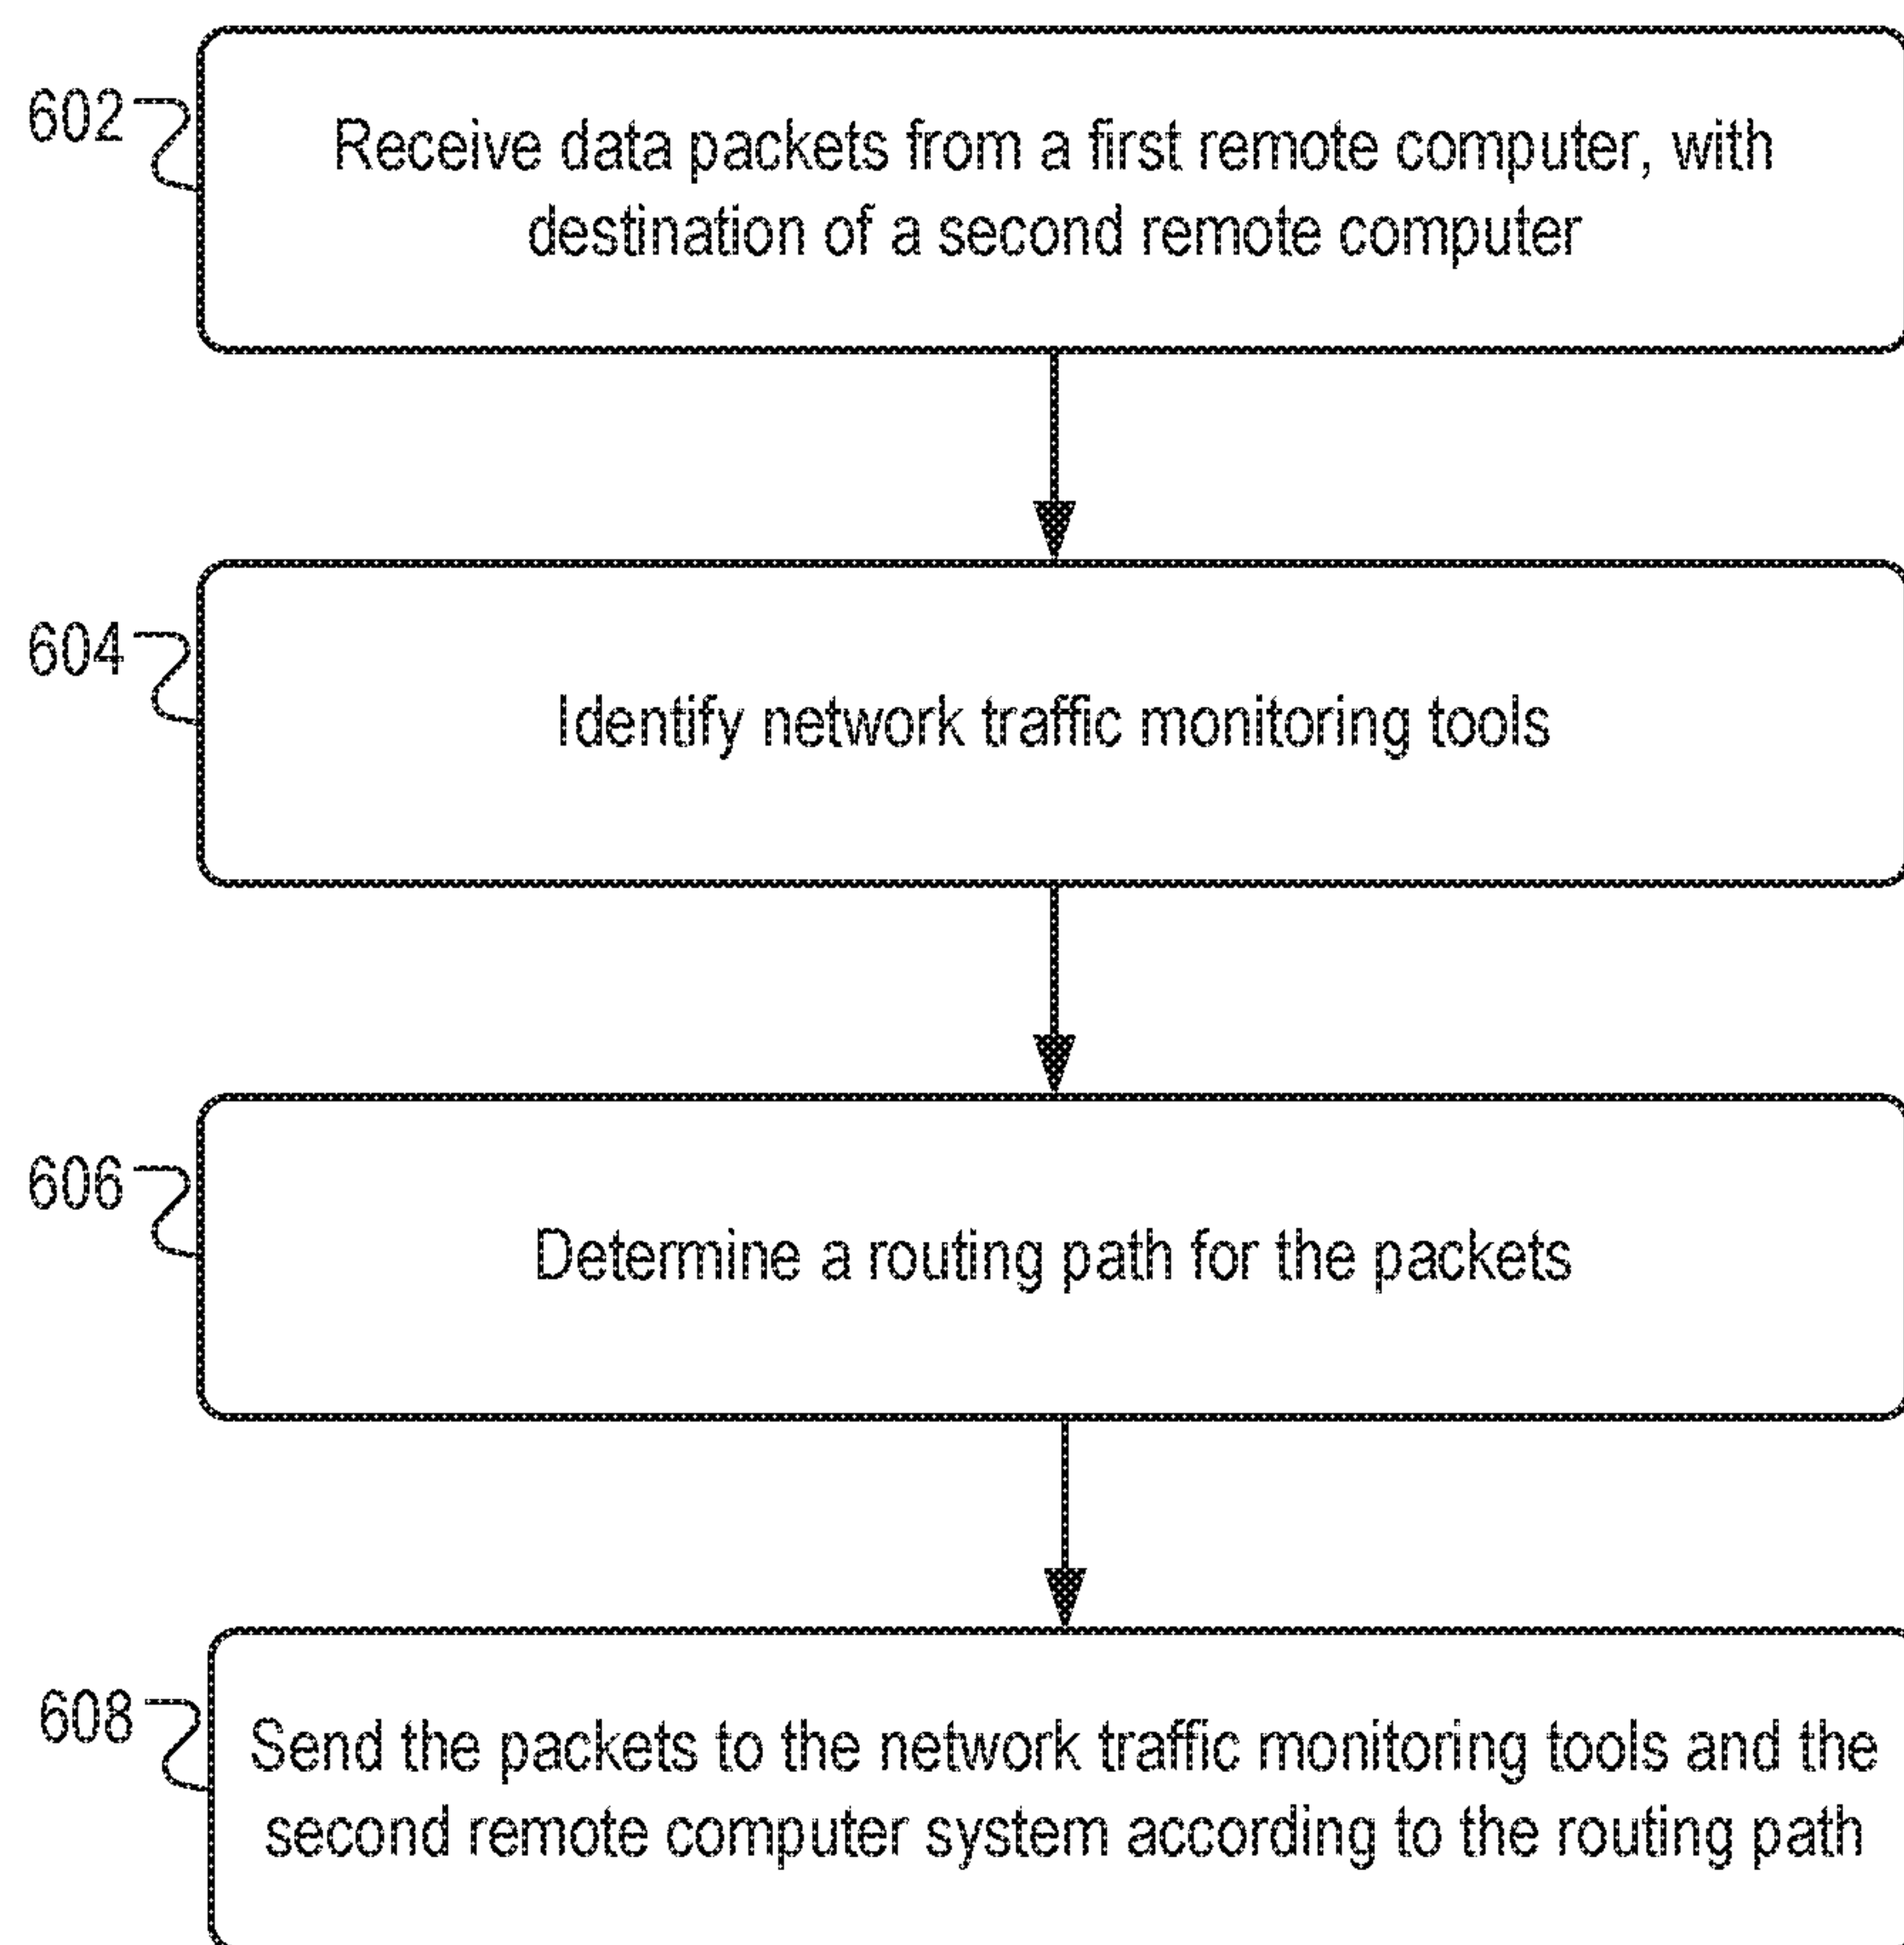 602
Receive data packets from a first remote computer, with
destination of a second remote computer
604
Identify network traffic monitoring tools
606
Determine a routing path for the packets
608
Send the packets to the network traffic monitoring tools and the
second remote computer system according to the routing path